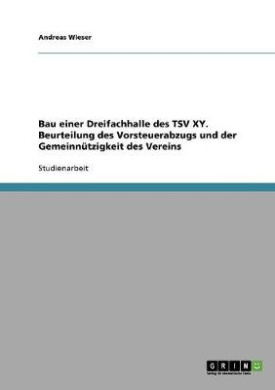 Andreas Wieser
Bau einer Dreifachhalle des TSV XY.
Beurteilung des Vorsteuerabzugs und der
Gemeinnützigkeit des Vereins
Studienarbeit
GRIN